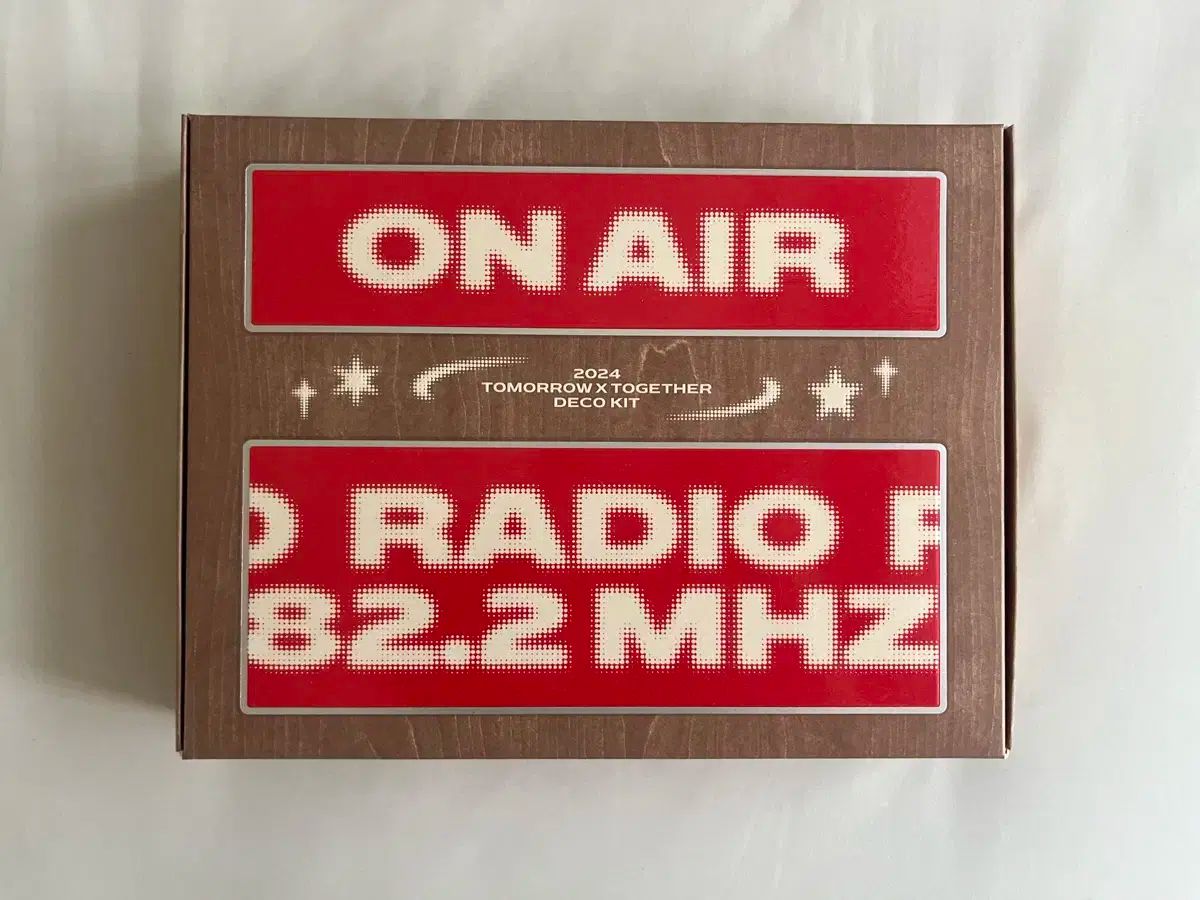 ON AIR
2024
TOMORROW X TOGETHER
DECO KIT
O RADIO R
82.2 MHZ